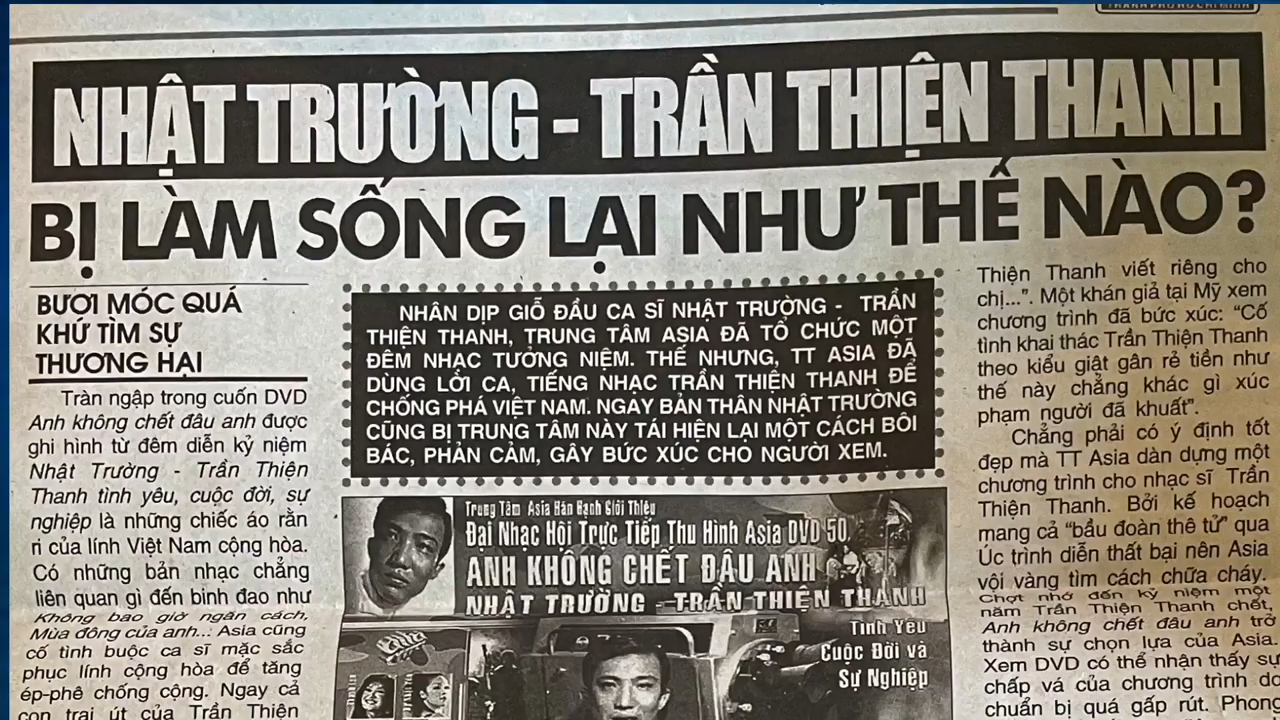 THÀNH PHỐ HỒ CHÍ MINH
NHẬT TRƯỜNG - TRẦN THIỆN THANH
BỊ LÀM SỐNG LẠI NHƯ THẾ NÀO?
BƯƠI MÓC QUÁ
KHỨ TÌM SỰ
THƯƠNG HẠI
Tràn ngập trong cuốn DVD
Anh không chết đâu anh được
ghi hình từ đêm diễn kỷ niệm
Nhật Trường - Trần Thiện
Thanh tình yêu, cuộc đời, sự
nghiệp là những chiếc áo rằn
ri của lính Việt Nam cộng hòa.
Có những bản nhạc chẳng
liên quan gì đến binh đao như
Không bao giờ ngăn cách,
Mùa đông của anh... Asia cũng
cố tình buộc ca sĩ mặc sắc
phục lính cộng hòa để tăng
ép-phê chống cộng. Ngay cả
con trai út của Trần Thiện
NHÂN DỊP GIỖ ĐẦU CA SĨ NHẬT TRƯỜNG - TRẦN
THIỆN THANH, TRUNG TÂM ASIA ĐÃ TỔ CHỨC MỘT
ĐÊM NHẠC TƯỞNG NIỆM. THẾ NHƯNG, TT ASIA ĐÃ
DÙNG LỜI CA, TIẾNG NHẠC TRẦN THIỆN THANH ĐỂ
CHỐNG PHÁ VIỆT NAM. NGAY BẢN THÂN NHẬT TRƯỜNG
CŨNG BỊ TRUNG TÂM NÀY TÁI HIỆN LẠI MỘT CÁCH BÔI
BÁC, PHẢN CẢM, GÂY BỨC XÚC CHO NGƯỜI XEM.
Trung Tâm Asia Hân Hạnh Giới Thiệu
Đại Nhạc Hội Trực Tiếp Thu Hình Asia DVD 50
ANH KHÔNG CHẾT ĐÂU ANH
NHẬT TRƯỜNG - TRẦN THIỆN THANH
Tình Yêu
Cuộc Đời và
Sự Nghiệp
Thiện Thanh viết riêng cho
chị...". Một khán giả tại Mỹ xem
chương trình đã bức xúc: "Cố
tình khai thác Trần Thiện Thanh
theo kiểu giật gân rẻ tiền như
thế này chẳng khác gì xúc
phạm người đã khuất".
Chẳng phải có ý định tốt
đẹp mà TT Asia dàn dựng một
chương trình cho nhạc sĩ Trần
Thiện Thanh. Bởi kế hoạch
mang cả "bầu đoàn thê tử" qua
Úc trình diễn thất bại nên Asia
vội vàng tìm cách chữa cháy.
Chợt nhớ đến kỷ niệm một
năm Trần Thiện Thanh chết,
Anh không chết đâu anh trở
thành sự chọn lựa của Asia.
Xem DVD có thể nhận thấy sự
chấp vá của chương trình do
chuẩn bị quá gấp rút. Phong